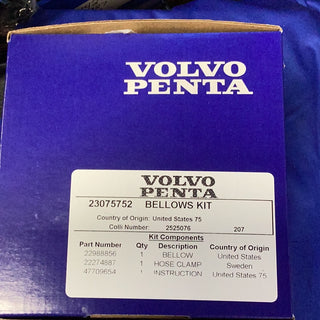 VOLVO
PENTA
VOLVO
PENTA
23075752 BELLOWS KIT
Country of Origin: United States 75
Colli Number: 2525076 207
Kit Components
Part Number Qty Description Country of Origin
22988856 1 BELLOW United States
22274887 1 HOSE CLAMP Sweden
47709654 1 INSTRUCTION United States